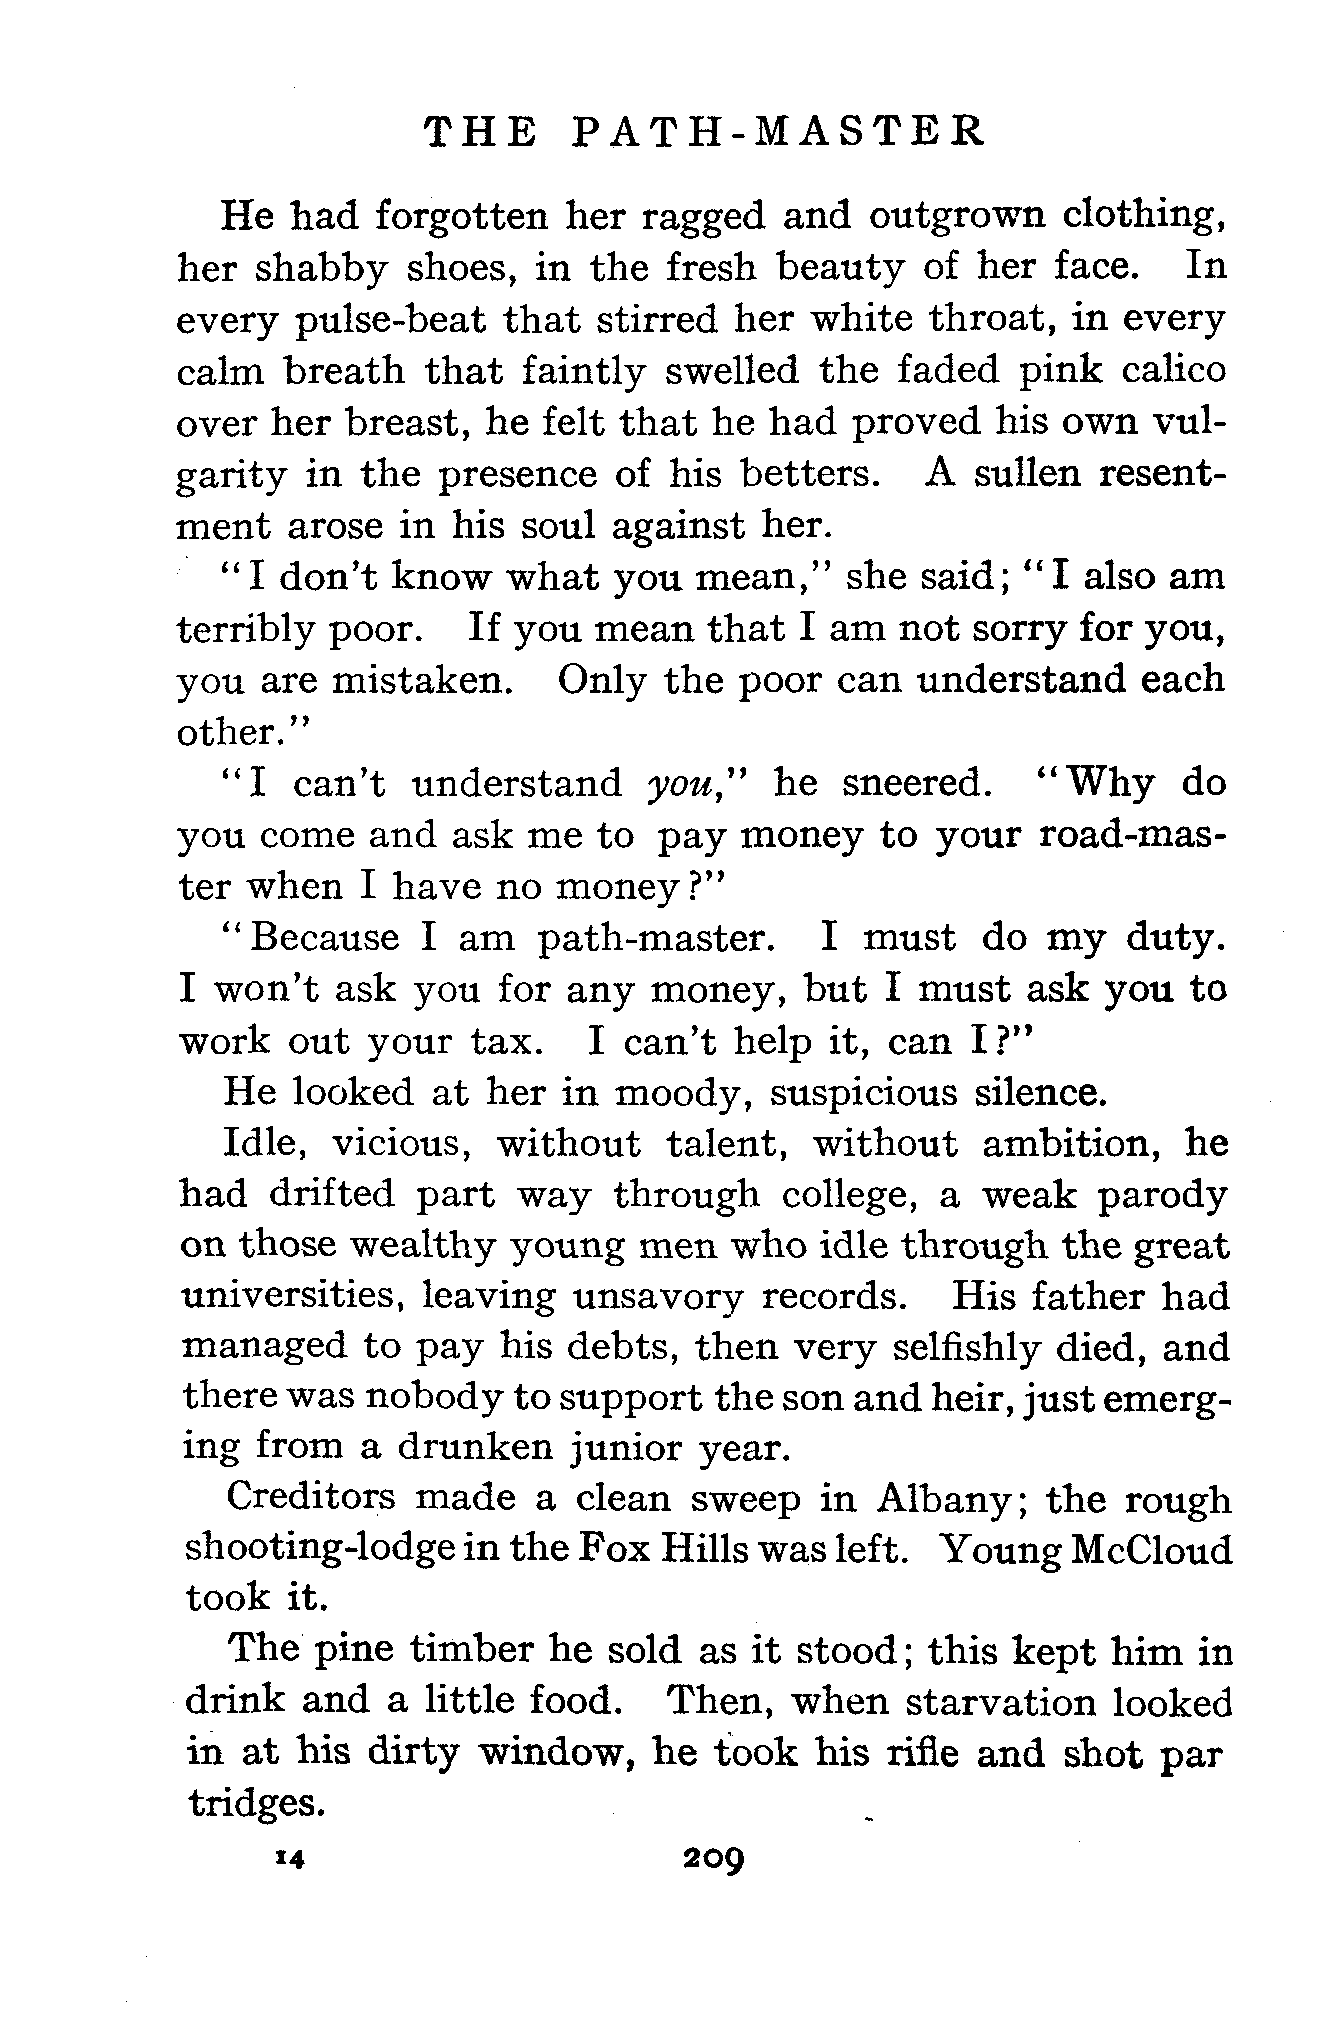 THE PATH-MASTER
He had forgotten her ragged and outgrown clothing,
her shabby shoes, in the fresh beauty of her face. In
every pulse-beat that stirred her white throat, in every
calm breath that faintly swelled the faded pink calico
over her breast, he felt that he had proved his own vul-
garity in the presence of his betters. A sullen resent-
ment arose in his soul against her.
"I don't know what you mean," she said; "I also am
terribly poor. If you mean that I am not sorry for you,
you are mistaken. Only the poor can understand each
other."
"I can't understand you," he sneered. "Why do
you come and ask me to pay money to your road-mas-
ter when I have no money?"
"Because I am path-master. I must do my duty.
I won't ask you for any money, but I must ask you to
work out your tax. I can't help it, can I?"
He looked at her in moody, suspicious silence.
Idle, vicious, without talent, without ambition, he
had drifted part way through college, a weak parody
on those wealthy young men who idle through the great
universities, leaving unsavory records. His father had
managed to pay his debts, then very selfishly died, and
there was nobody to support the son and heir, just emerg-
ing from a drunken junior year.
Creditors made a clean sweep in Albany; the rough
shooting-lodge in the Fox Hills was left. Young McCloud
took it.
The pine timber he sold as it stood; this kept him in
drink and a little food. Then, when starvation looked
in at his dirty window, he took his rifle and shot par
tridges.
14 209